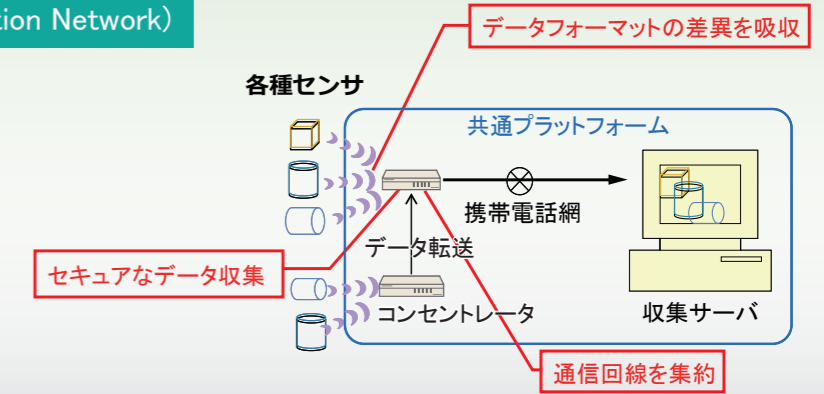 tion Network）
データフォーマットの差異を吸収
各種センサ
共通プラットフォーム
携帯電話網
データ転送
セキュアなデータ収集
コンセントレータ
収集サーバ
通信回線を集約